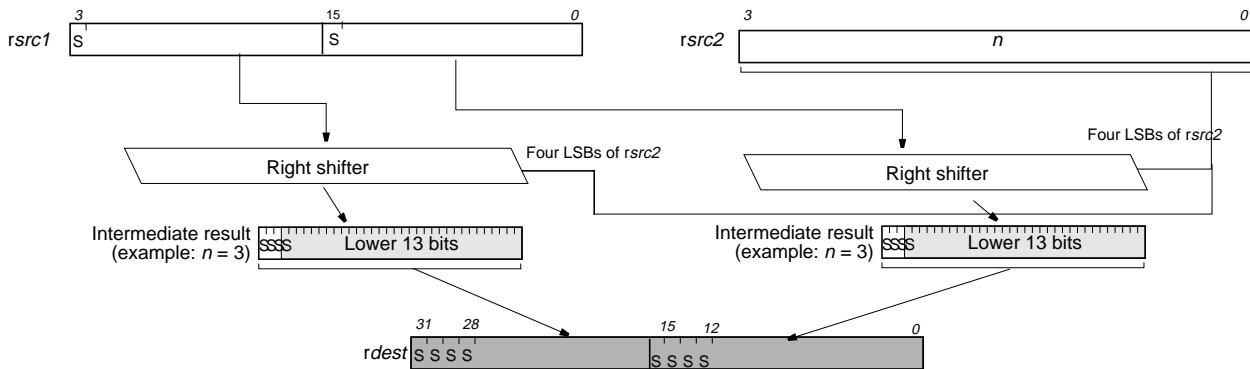 3 15 0 3 0
rsrc1 S S rsrc2 n
Four LSBs of rsrc2
Four LSBs of rsrc2
Right shifter Right shifter
Intermediate result
(example: n = 3) SSSS Lower 13 bits
Intermediate result
(example: n = 3) SSSS Lower 13 bits
31 28 15 12 0
rdest S S S S S S S S